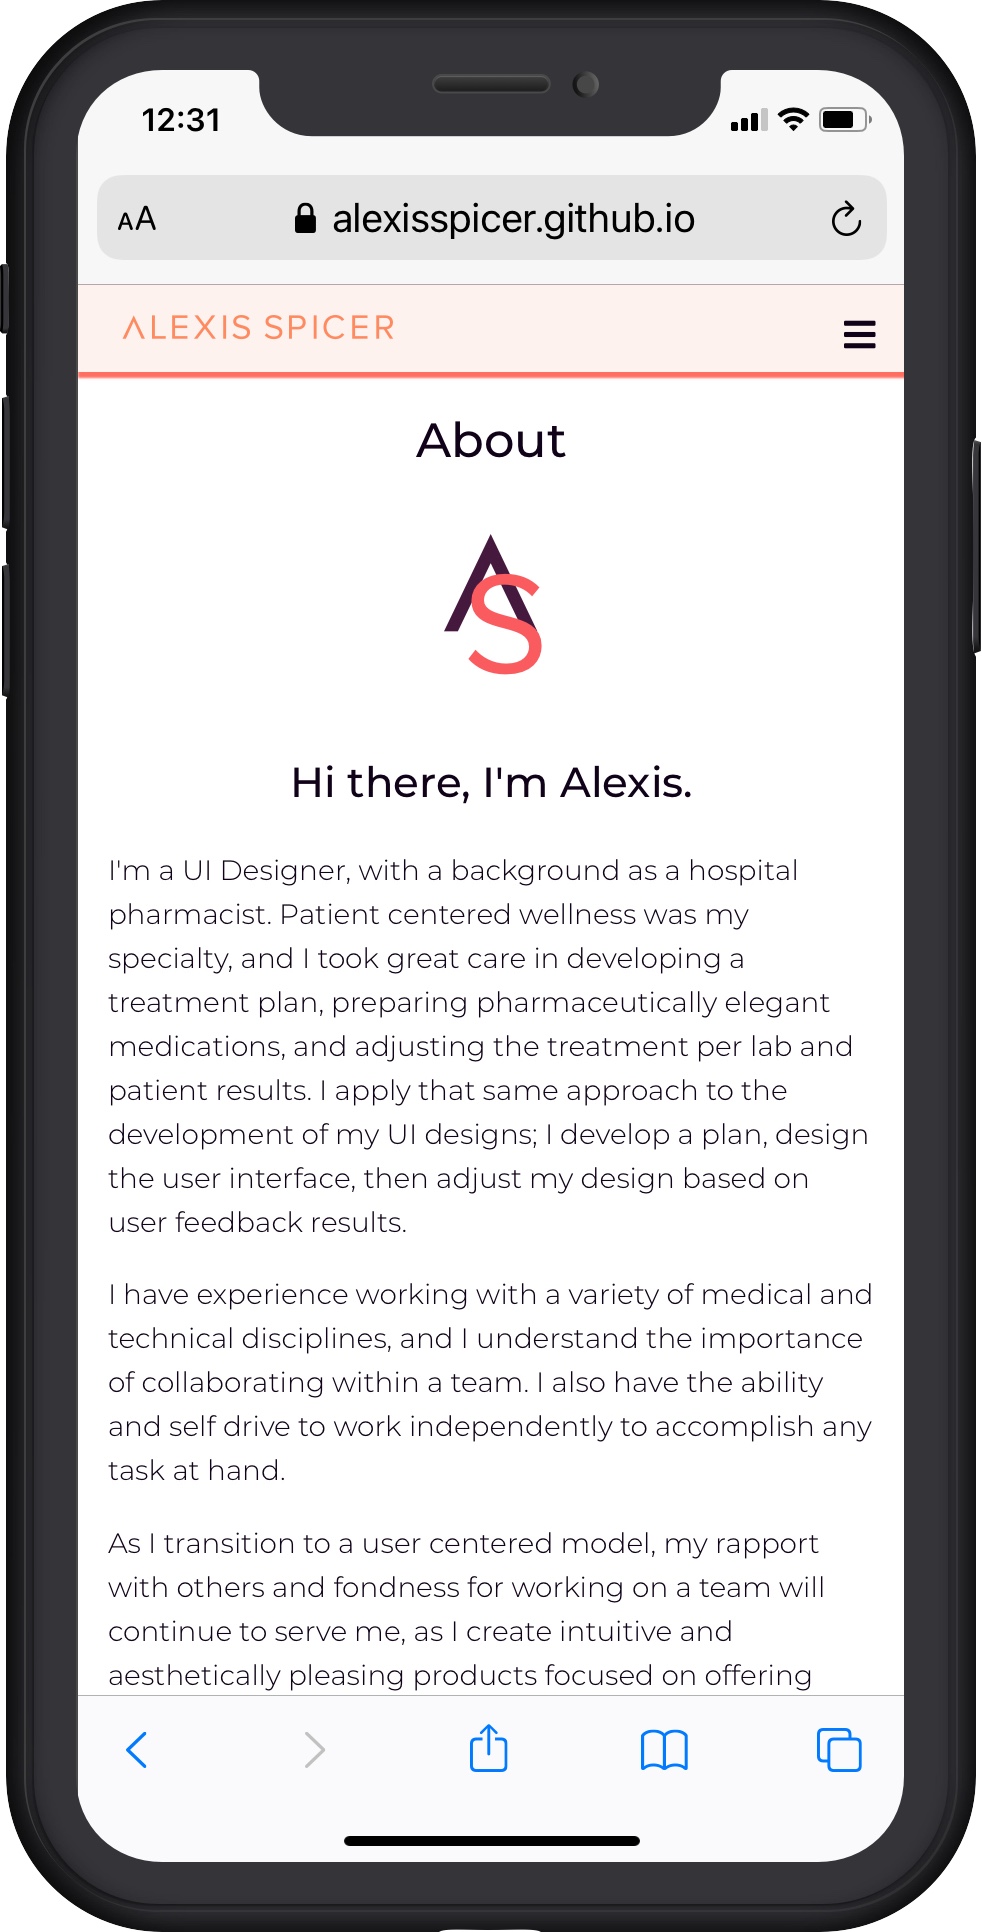 12:31
AA
alexisspicer.github.io
ALEXIS SPICER
About
AS
Hi there, I'm Alexis.
I'm a UI Designer, with a background as a hospital
pharmacist. Patient centered wellness was my
specialty, and I took great care in developing a
treatment plan, preparing pharmaceutically elegant
medications, and adjusting the treatment per lab and
patient results. I apply that same approach to the
development of my UI designs; I develop a plan, design
the user interface, then adjust my design based on
user feedback results.
I have experience working with a variety of medical and
technical disciplines, and I understand the importance
of collaborating within a team. I also have the ability
and self drive to work independently to accomplish any
task at hand.
As I transition to a user centered model, my rapport
with others and fondness for working on a team will
continue to serve me, as I create intuitive and
aesthetically pleasing products focused on offering